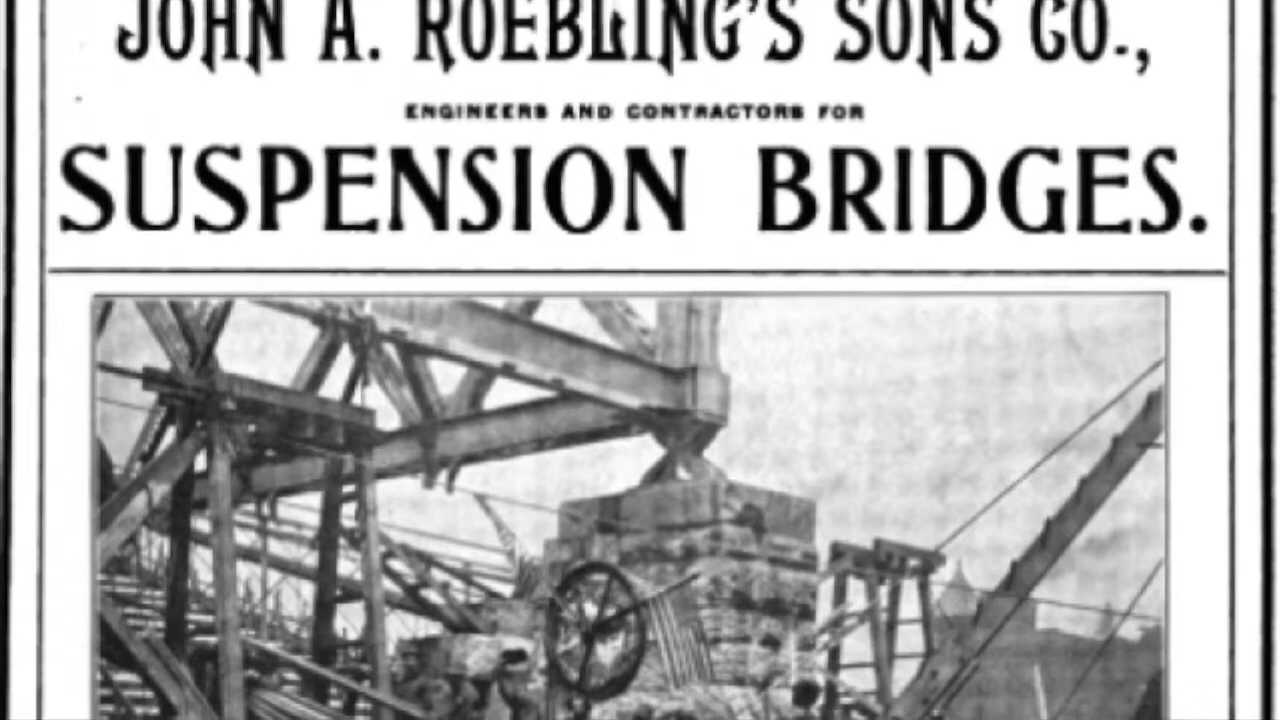 JOHN A. ROEBLING'S SONS CO.,
ENGINEERS AND CONTRACTORS FOR
SUSPENSION BRIDGES.